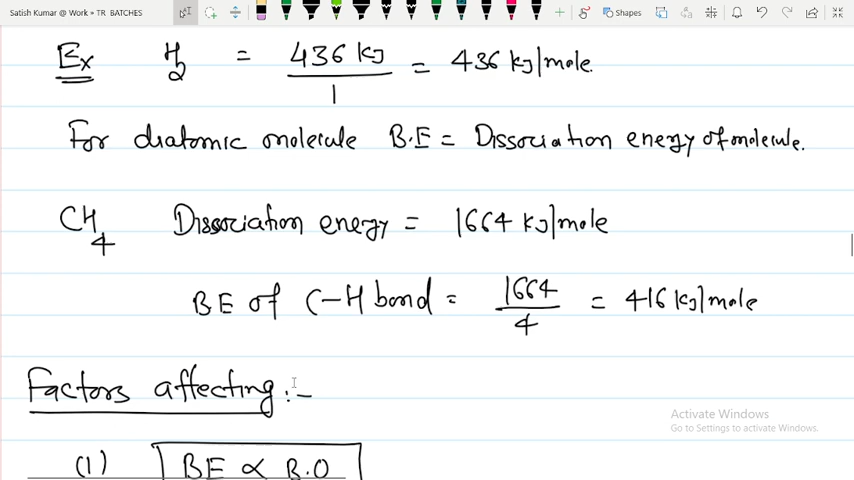 Satish Kumar @ Work » TR BATCHES
Shapes
Ex H2 = 436 kJ / 1 = 436 kJ/mole.
For diatomic molecule B.E = Dissociation energy of molecule.
CH4 Dissociation energy = 1664 kJ/mole
BE of C-H bond = 1664 / 4 = 416 kJ/mole
Factors affecting :-
Activate Windows
Go to Settings to activate Windows.
(1) BE ∝ B.O